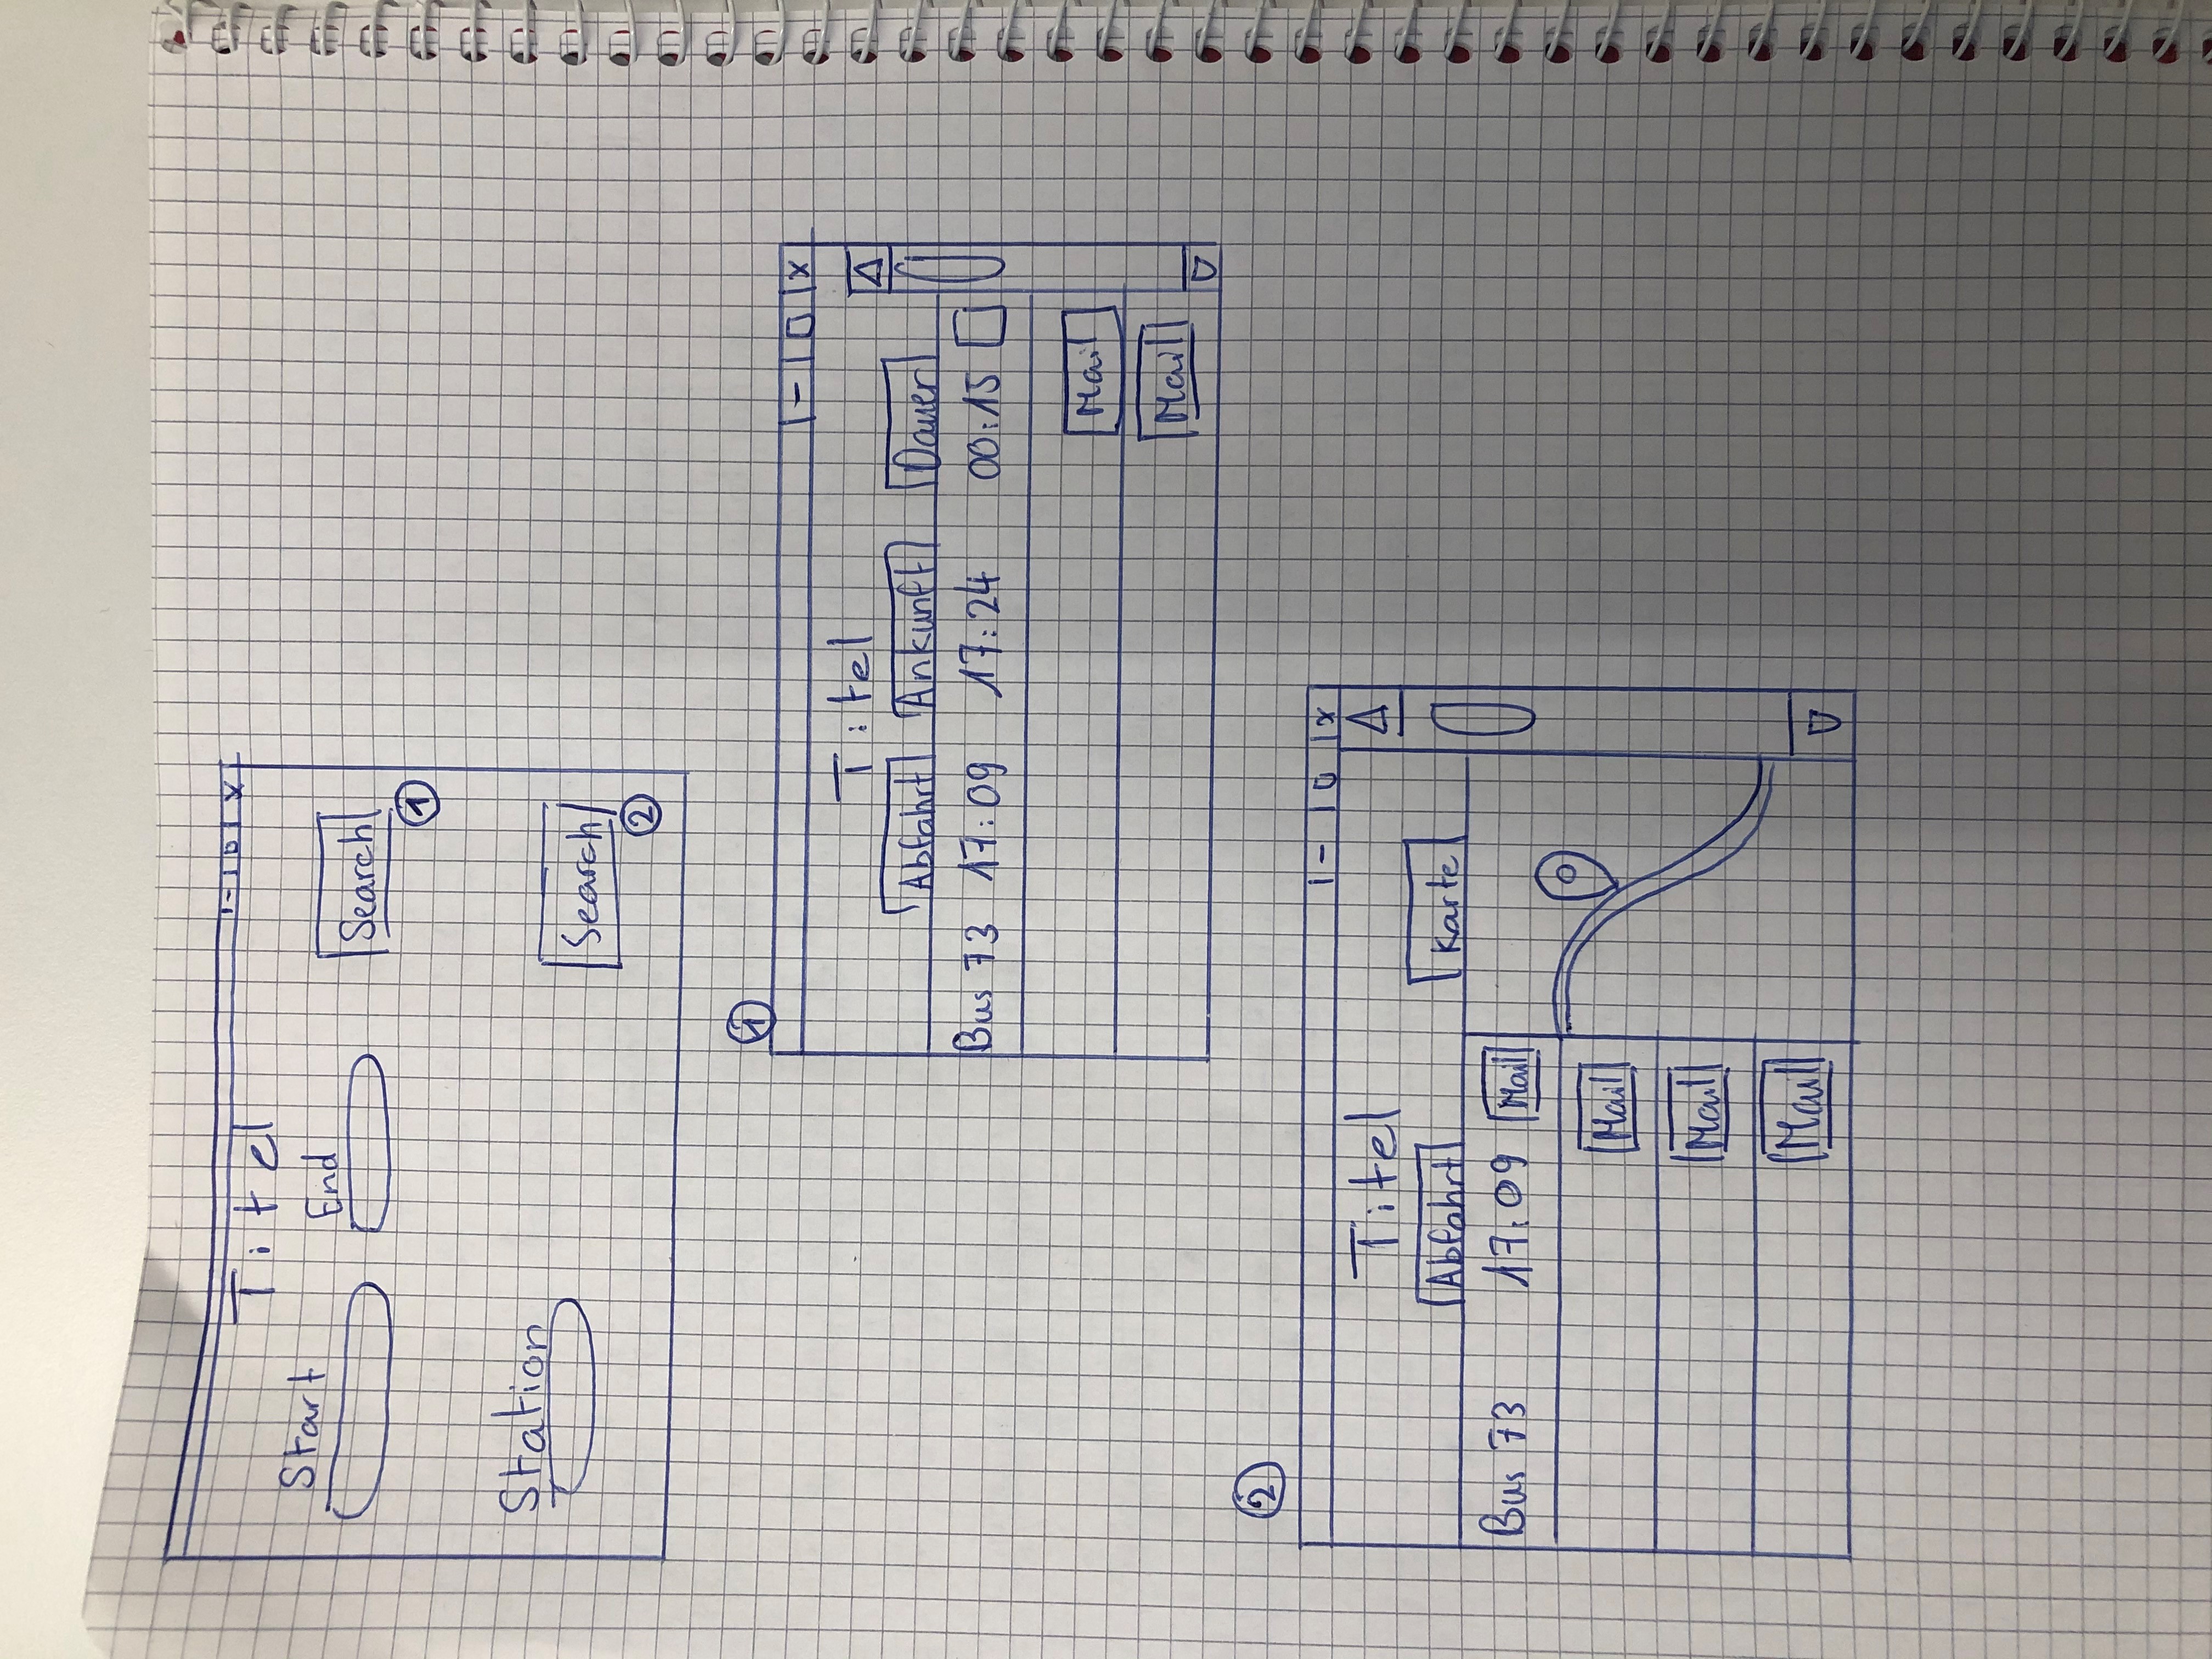 - □ x
Titel
Start End
Search
①
Station
Search
②
①
- □ x
Titel
Abfahrt Ankunft Dauer
Bus 73 17:09 17:24 00:15
Mail
Mail
②
- □ x
Titel
Abfahrt Karte
Bus 73 17:09 Mail
Mail
Mail
Mail